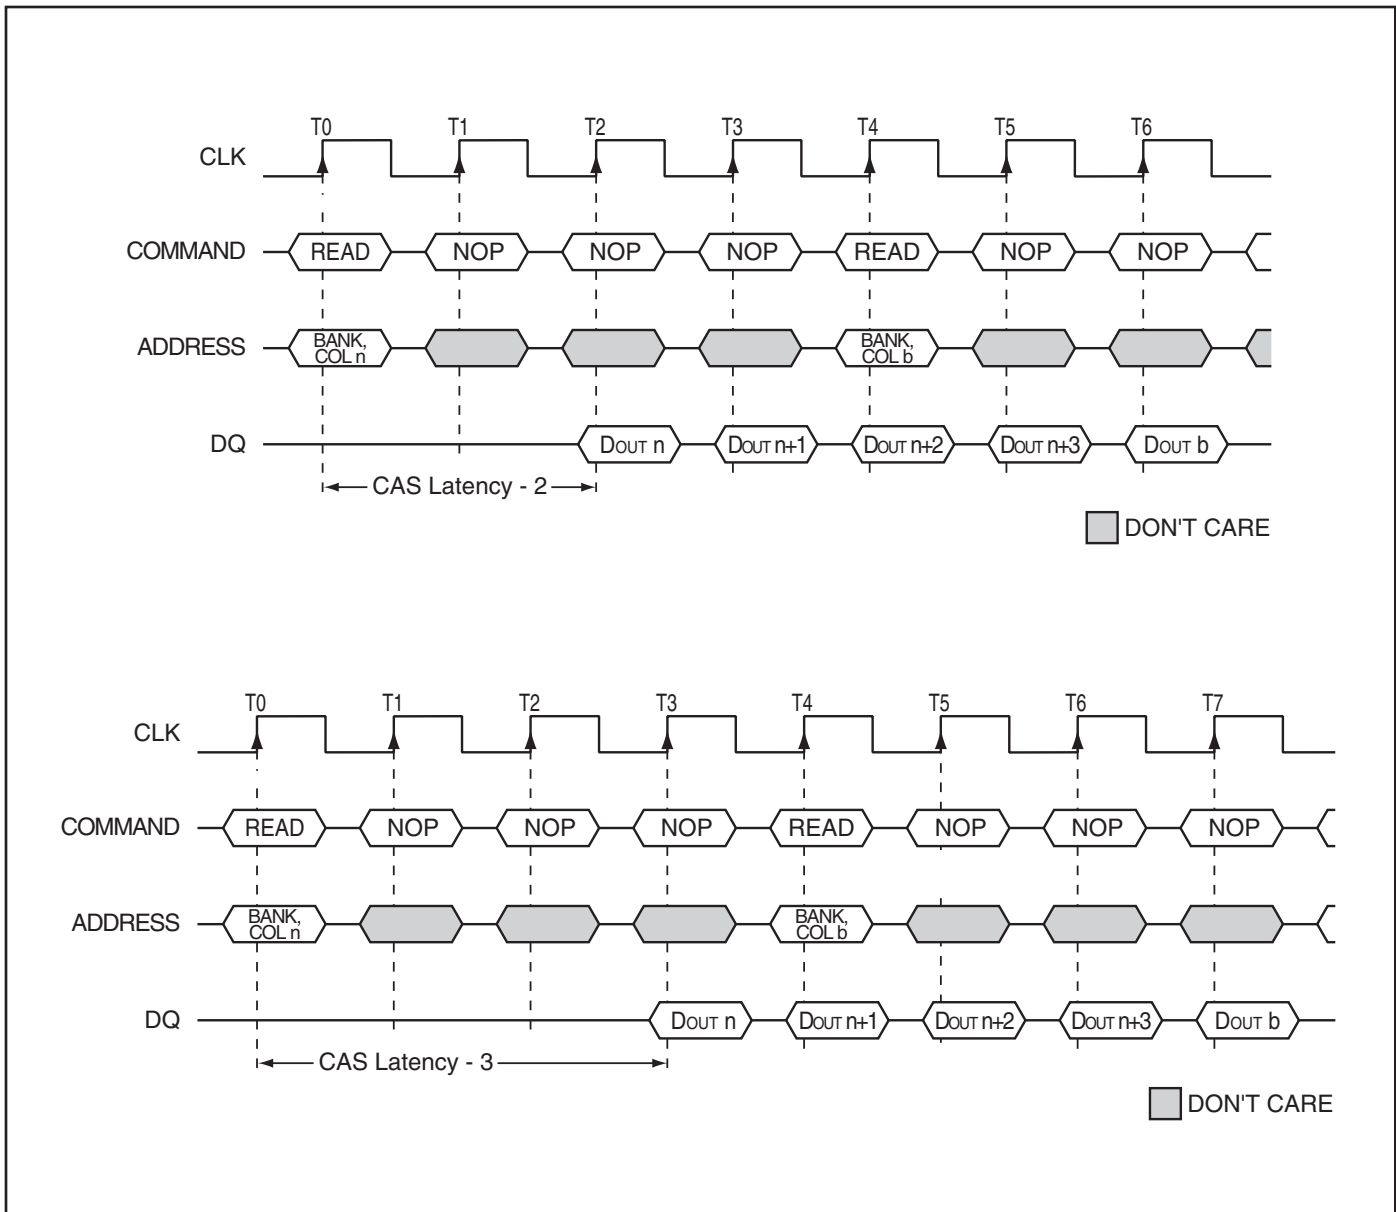 T0 T1 T2 T3 T4 T5 T6
CLK
COMMAND READ NOP NOP NOP READ NOP NOP
ADDRESS BANK, COL n BANK, COL b
DQ DOUT n DOUT n+1 DOUT n+2 DOUT n+3 DOUT b
CAS Latency - 2
DON'T CARE
T0 T1 T2 T3 T4 T5 T6 T7
CLK
COMMAND READ NOP NOP NOP READ NOP NOP NOP
ADDRESS BANK, COL n BANK, COL b
DQ DOUT n DOUT n+1 DOUT n+2 DOUT n+3 DOUT b
CAS Latency - 3
DON'T CARE